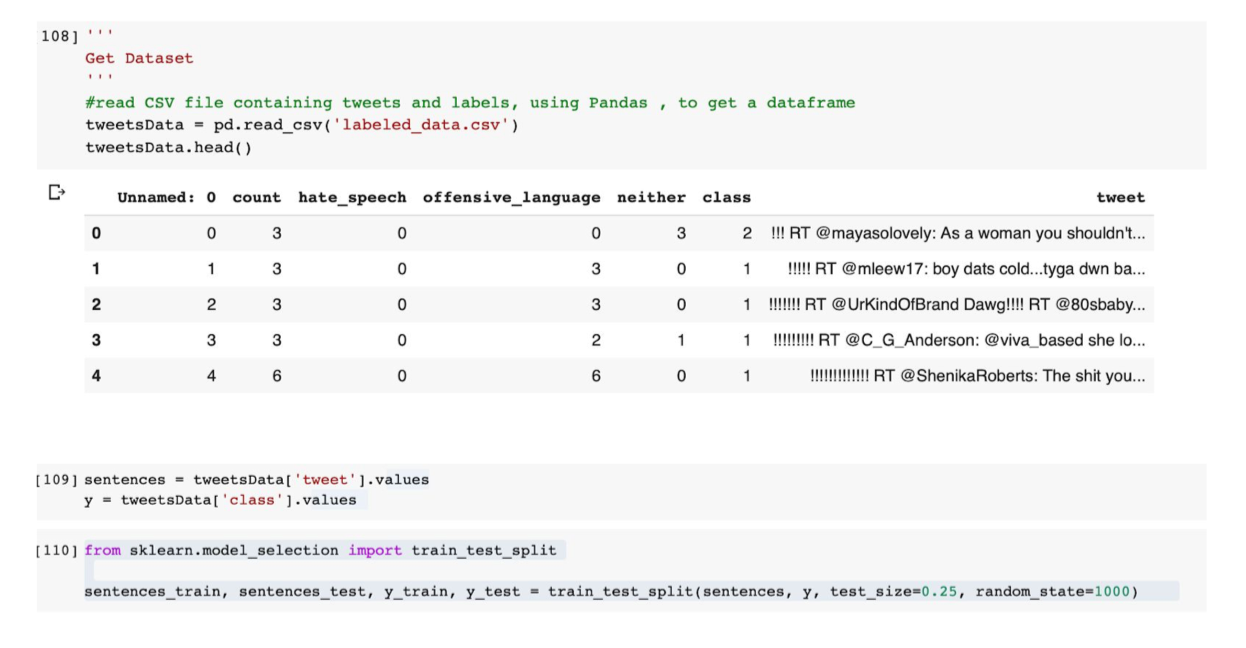 108] '''
Get Dataset
'''
#read CSV file containing tweets and labels, using Pandas , to get a dataframe
tweetsData = pd.read_csv('labeled_data.csv')
tweetsData.head()
Unnamed: 0 count hate_speech offensive_language neither class tweet
0 0 3 0 0 3 2 !!! RT @mayasolovely: As a woman you shouldn't...
1 1 3 0 3 0 1 !!!!! RT @mleew17: boy dats cold...tyga dwn ba...
2 2 3 0 3 0 1 !!!!!!! RT @UrKindOfBrand Dawg!!!! RT @80sbaby...
3 3 3 0 2 1 1 !!!!!!!!! RT @C_G_Anderson: @viva_based she lo...
4 4 6 0 6 0 1 !!!!!!!!!!!!! RT @ShenikaRoberts: The shit you...
[109] sentences = tweetsData['tweet'].values
y = tweetsData['class'].values
[110] from sklearn.model_selection import train_test_split
sentences_train, sentences_test, y_train, y_test = train_test_split(sentences, y, test_size=0.25, random_state=1000)